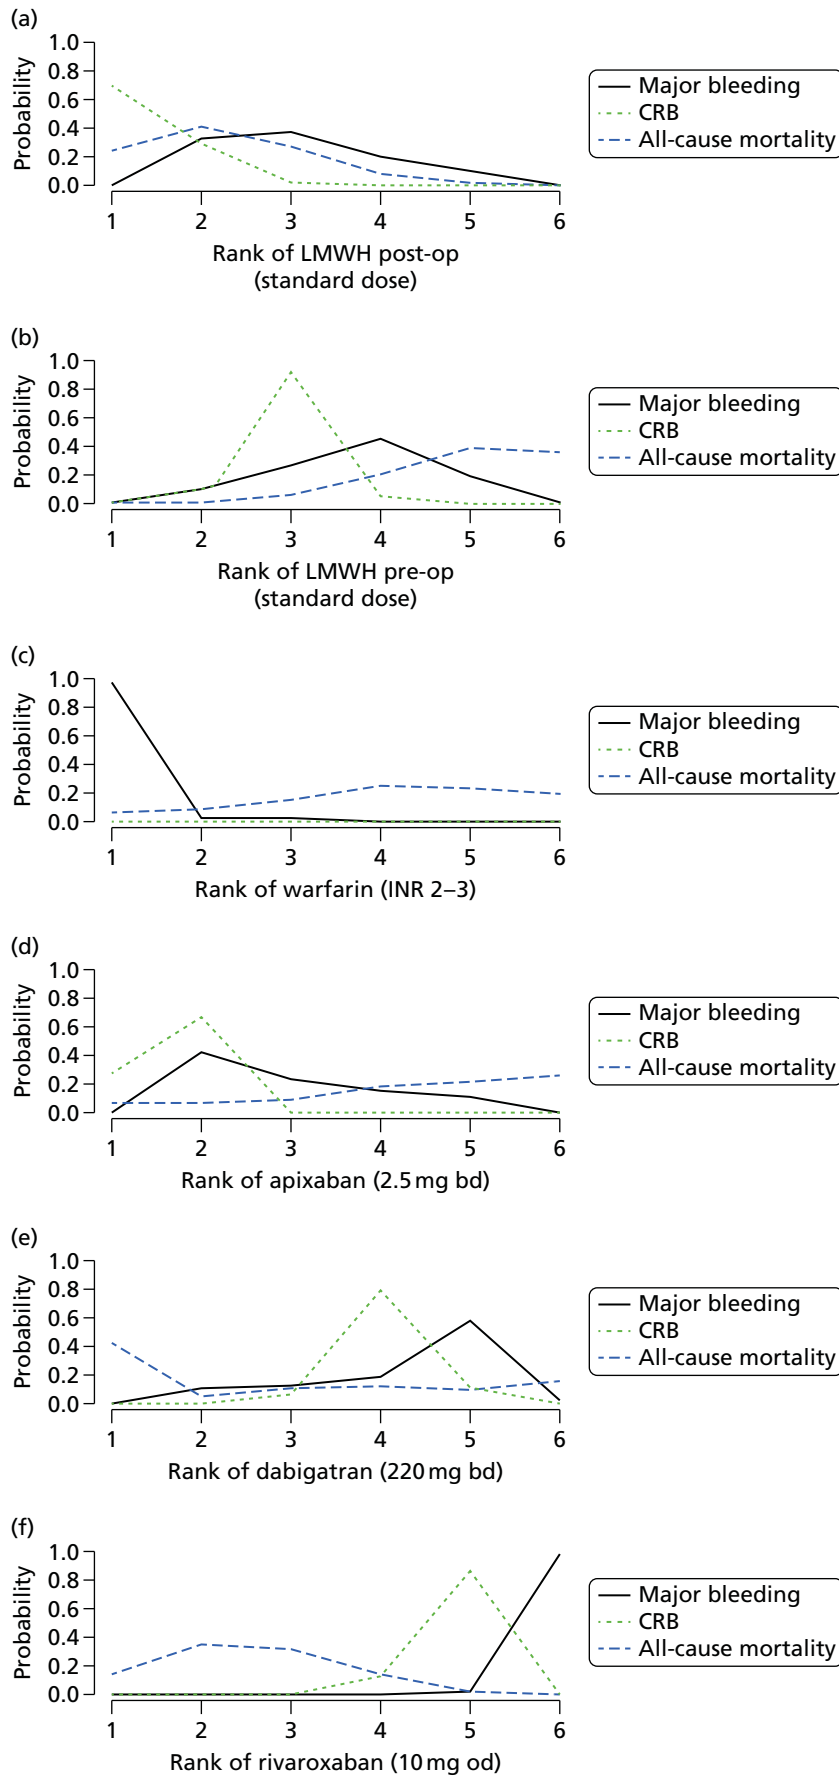 (a)
1.0
0.8
0.6
0.4
0.2
0.0
Probability
1 2 3 4 5 6
Rank of LMWH post-op
(standard dose)
Major bleeding
CRB
All-cause mortality
(b)
1.0
0.8
0.6
0.4
0.2
0.0
Probability
1 2 3 4 5 6
Rank of LMWH pre-op
(standard dose)
Major bleeding
CRB
All-cause mortality
(c)
1.0
0.8
0.6
0.4
0.2
0.0
Probability
1 2 3 4 5 6
Rank of warfarin (INR 2–3)
Major bleeding
CRB
All-cause mortality
(d)
1.0
0.8
0.6
0.4
0.2
0.0
Probability
1 2 3 4 5 6
Rank of apixaban (2.5 mg bd)
Major bleeding
CRB
All-cause mortality
(e)
1.0
0.8
0.6
0.4
0.2
0.0
Probability
1 2 3 4 5 6
Rank of dabigatran (220 mg bd)
Major bleeding
CRB
All-cause mortality
(f)
1.0
0.8
0.6
0.4
0.2
0.0
Probability
1 2 3 4 5 6
Rank of rivaroxaban (10 mg od)
Major bleeding
CRB
All-cause mortality